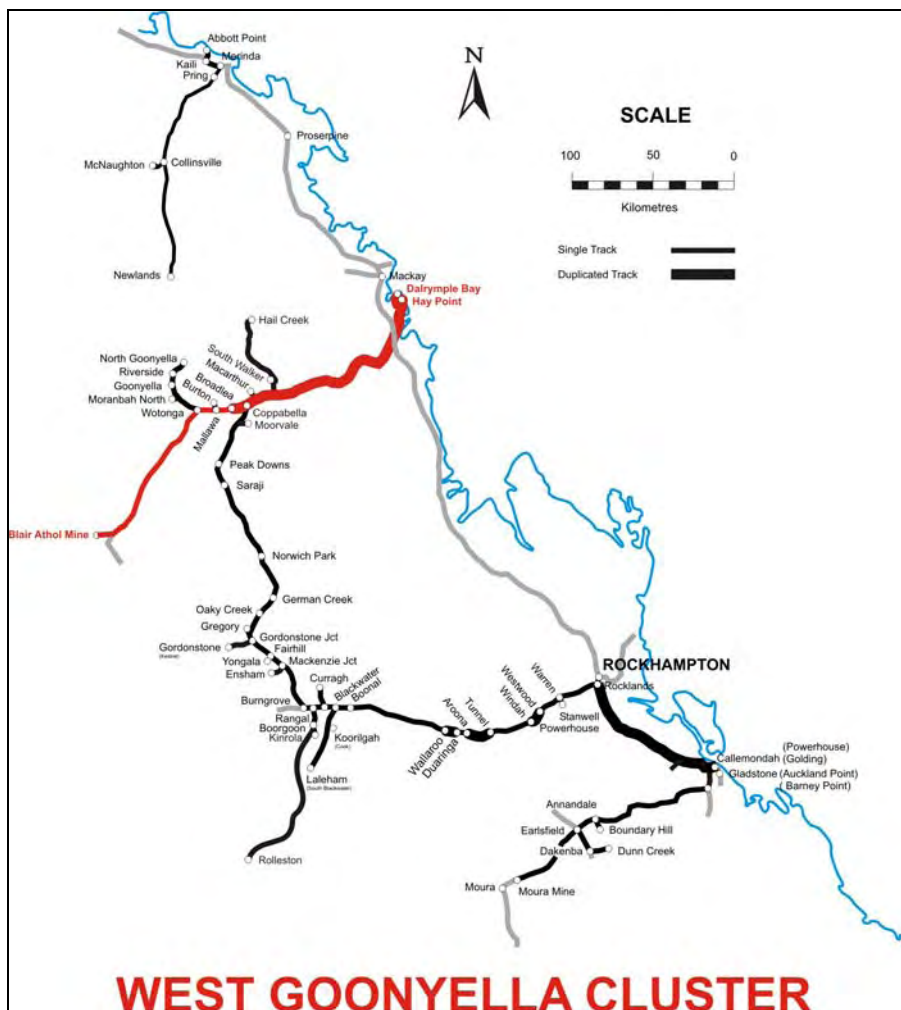 Abbott Point
Kaili
Morinda
Pring
N
SCALE
100
50
0
Kilometres
Proserpine
McNaughton
Collinsville
Single Track
Duplicated Track
Newlands
Mackay
Dalrymple Bay
Hay Point
Hail Creek
North Goonyella
Riverside
Goonyella
Moranbah North
Wotonga
Mallawa
Burton
Broadlea
Macarthur
South Walker
Coppabella
Moorvale
Peak Downs
Saraji
Blair Athol Mine
Norwich Park
German Creek
Oaky Creek
Gregory
Gordonstone Jct
Gordonstone
Fairhill
Yongala
Mackenzie Jct
Ensham
Curragh
Burngrove
Blackwater
Boonal
Rangal
Boorgoon
Kinrola
Koorilgah
(Cook)
Laleham
(South Blackwater)
Rolleston
Wallaroo
Duaringa
Aroona
Tunnel
Windah
Westwood
Warren
Stanwell
Powerhouse
ROCKHAMPTON
Rocklands
Callemondah
(Powerhouse)
(Golding)
Gladstone
(Auckland Point)
( Barney Point)
Annandale
Earlsfield
Boundary Hill
Dakenba
Dunn Creek
Moura
Moura Mine
WEST GOONYELLA CLUSTER